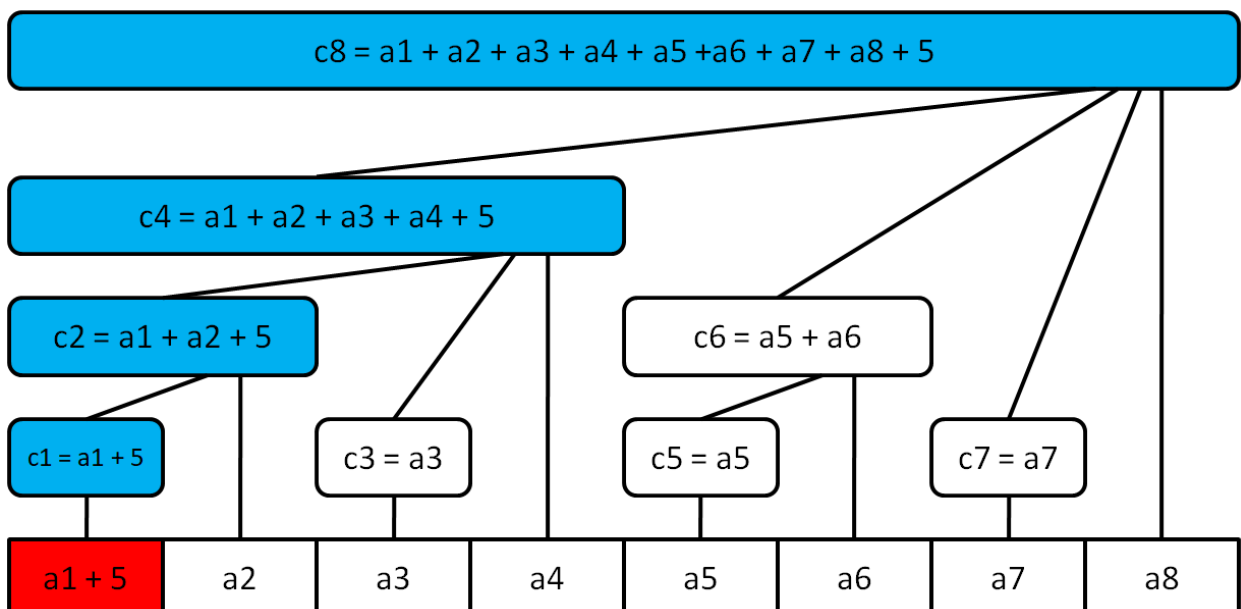 c8 = a1 + a2 + a3 + a4 + a5 +a6 + a7 + a8 + 5
c4 = a1 + a2 + a3 + a4 + 5
c2 = a1 + a2 + 5
c6 = a5 + a6
c1 = a1 + 5
c3 = a3
c5 = a5
c7 = a7
a1 + 5
a2
a3
a4
a5
a6
a7
a8